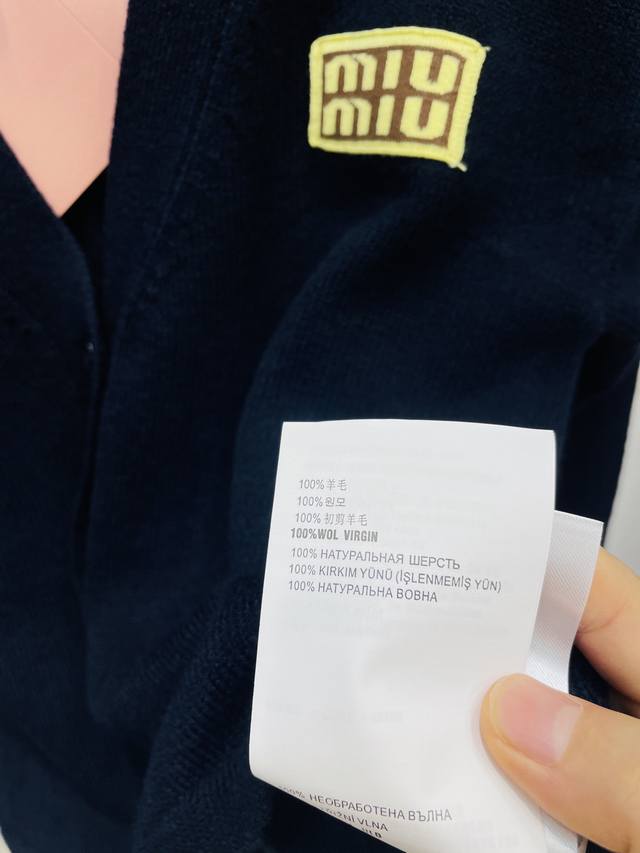 miu
miu
100%羊毛
100%원모
100%初剪羊毛
100%WOL VIRGIN
100% НАТУРАЛЬНАЯ ШЕРСТЬ
100% KIRKIM YÜNÜ (İŞLENMEMİŞ YÜN)
100% НАТУРАЛЬНА ВОВНА
100% НЕОБРАБОТЕНА ВЪЛНА
VLNA